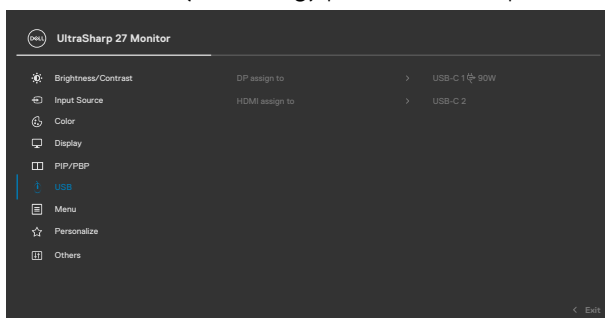 DELL UltraSharp 27 Monitor
Brightness/Contrast DP assign to > USB-C 1 90W
Input Source HDMI assign to > USB-C 2
Color
Display
PIP/PBP
USB
Menu
Personalize
Others
< Exit